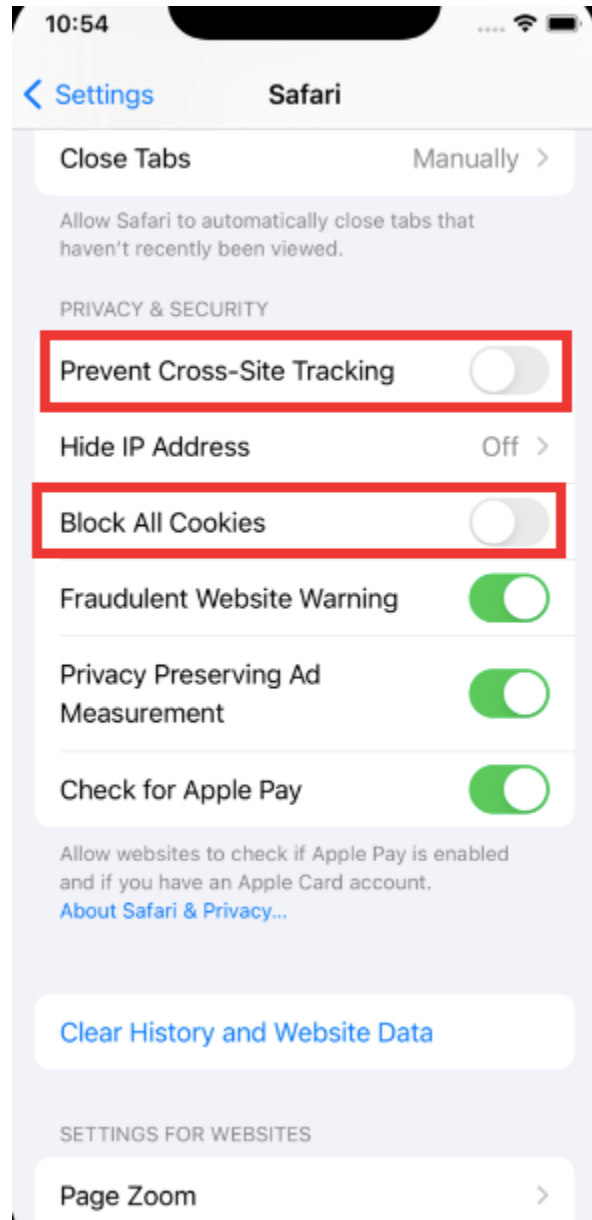 10:54
Settings
Safari
Close Tabs
Manually
Allow Safari to automatically close tabs that
haven't recently been viewed.
PRIVACY & SECURITY
Prevent Cross-Site Tracking
Hide IP Address
Off
Block All Cookies
Fraudulent Website Warning
Privacy Preserving Ad
Measurement
Check for Apple Pay
Allow websites to check if Apple Pay is enabled
and if you have an Apple Card account.
About Safari & Privacy...
Clear History and Website Data
SETTINGS FOR WEBSITES
Page Zoom